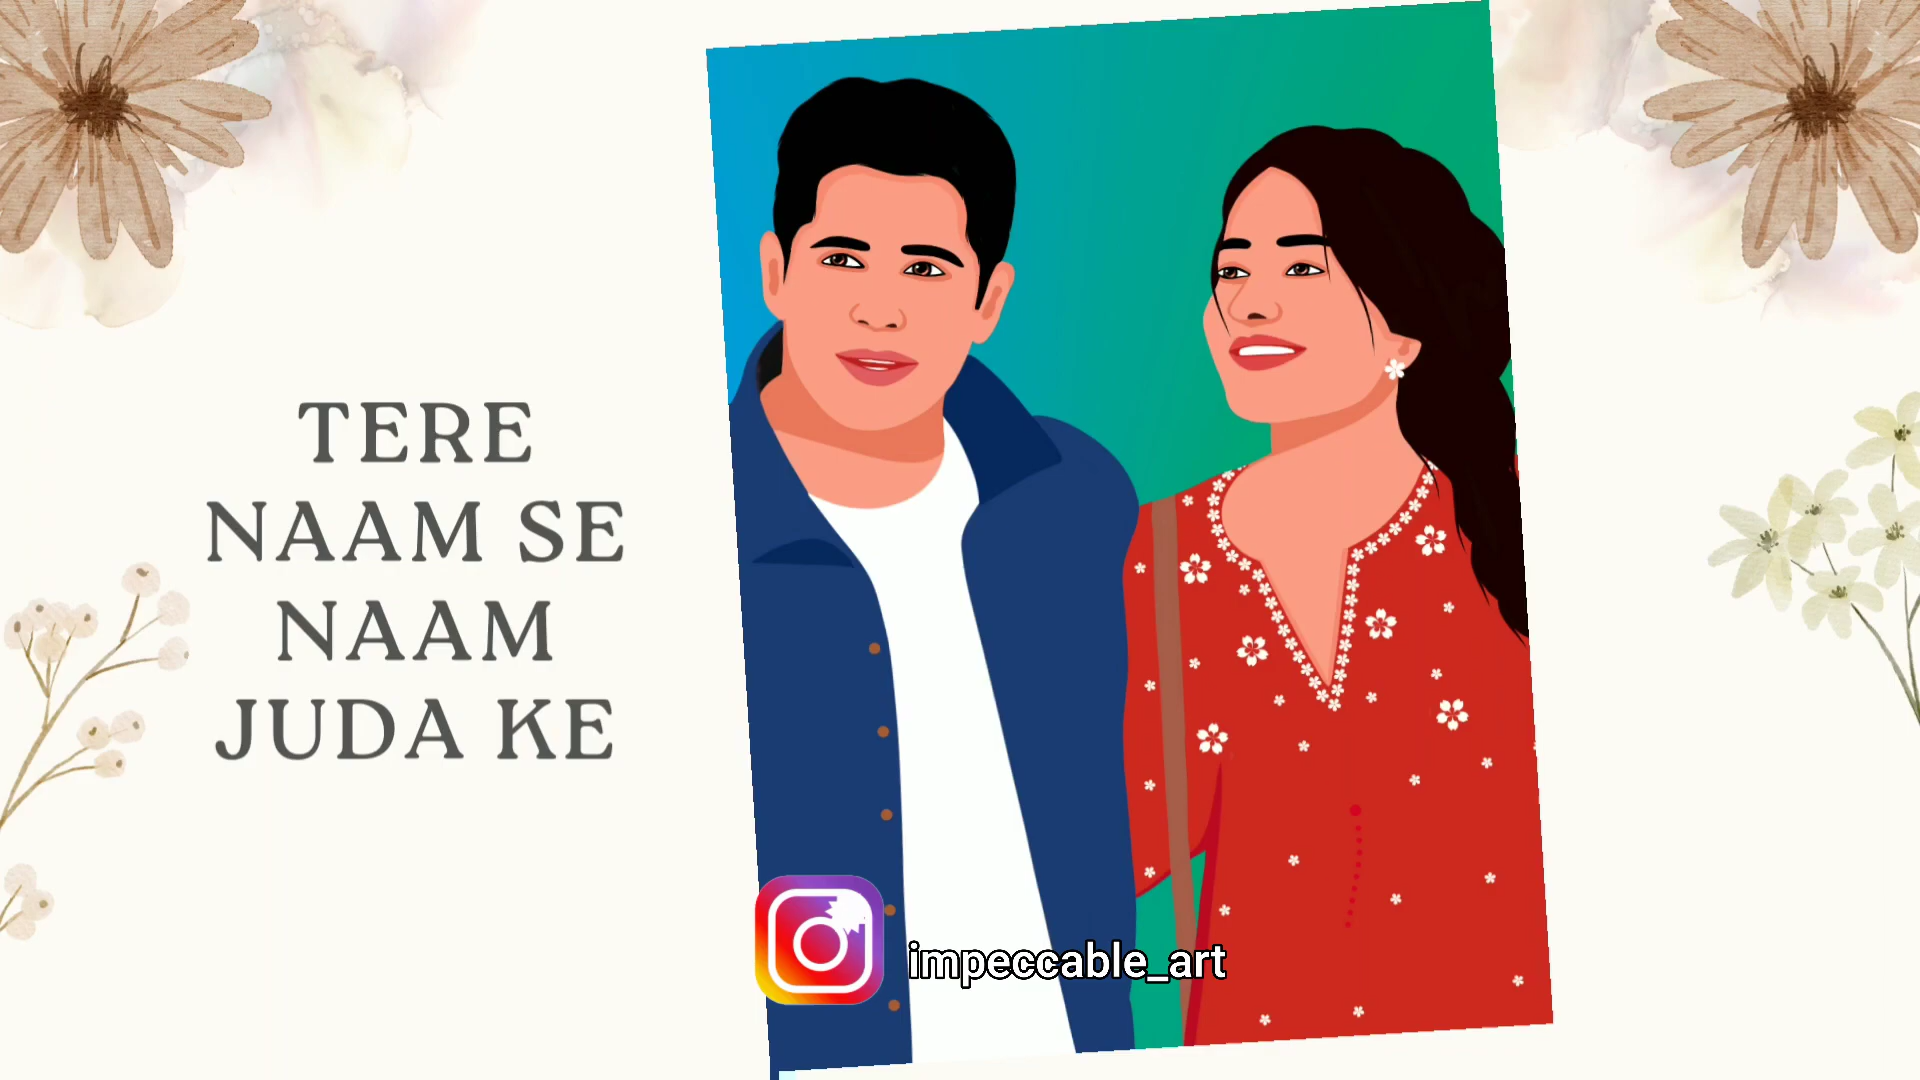 TERE
NAAM SE
NAAM
JUDA KE
impeccable_art